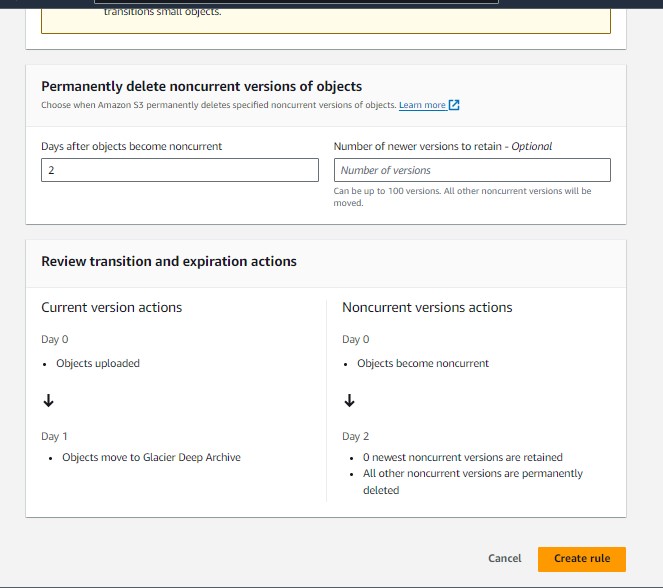 transitions small objects.
Permanently delete noncurrent versions of objects
Choose when Amazon S3 permanently deletes specified noncurrent versions of objects. Learn more
Days after objects become noncurrent
2
Number of newer versions to retain - Optional
Number of versions
Can be up to 100 versions. All other noncurrent versions will be
moved.
Review transition and expiration actions
Current version actions
Day 0
• Objects uploaded
↓
Day 1
• Objects move to Glacier Deep Archive
Noncurrent versions actions
Day 0
• Objects become noncurrent
↓
Day 2
• 0 newest noncurrent versions are retained
• All other noncurrent versions are permanently
deleted
Cancel
Create rule